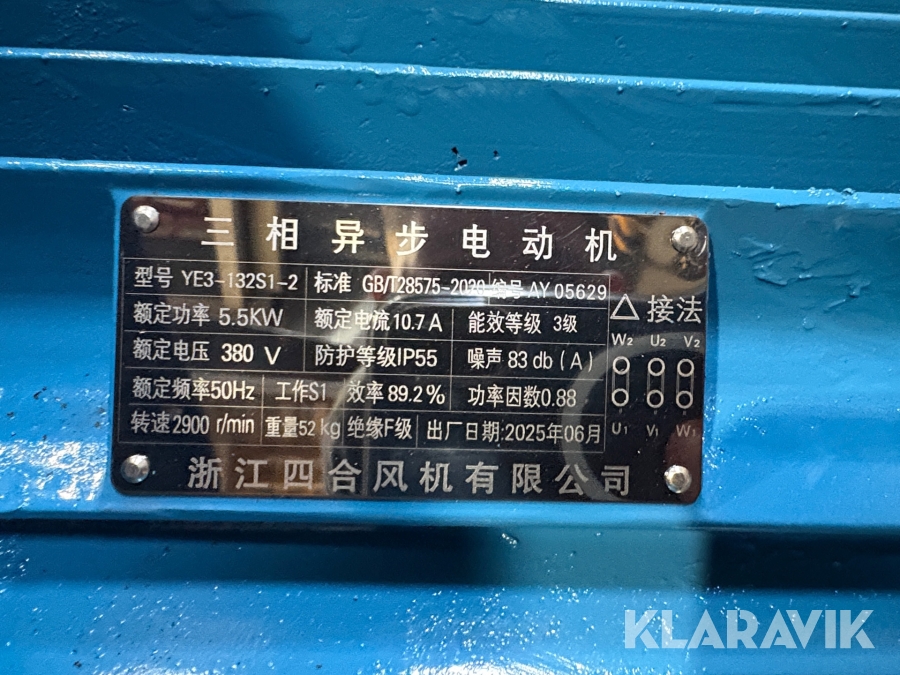 三相异步电动机
型号 YE3-132S1-2 标准 GB/T28575-2020 编号 AY 05629
额定功率 5.5KW 额定电流 10.7A 能效等级 3级 △ 接法
额定电压 380 V 防护等级IP55 噪声 83 db (A) W2 U2 V2
额定频率50Hz 工作S1 效率 89.2% 功率因数0.88
转速2900 r/min 重量52 kg 绝缘F级 出厂日期:2025年06月 U1 V1 W1
浙江四合风机有限公司
KLARAVIK